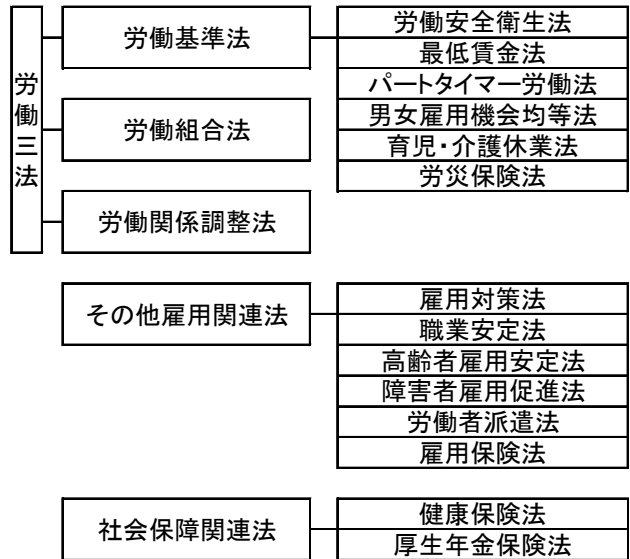 労働三法
労働基準法
労働安全衛生法
最低賃金法
パートタイマー労働法
男女雇用機会均等法
育児・介護休業法
労災保険法
労働組合法
労働関係調整法
その他雇用関連法
雇用対策法
職業安定法
高齢者雇用安定法
障害者雇用促進法
労働者派遣法
雇用保険法
社会保障関連法
健康保険法
厚生年金保険法